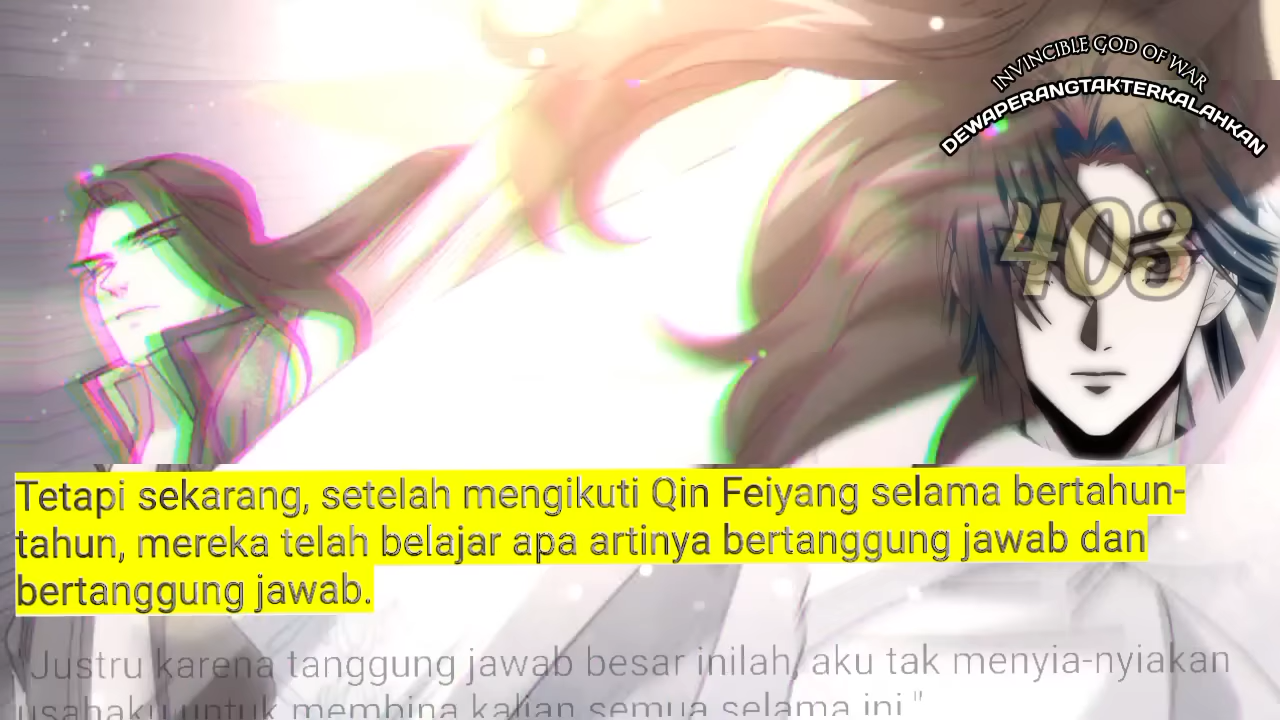 INVINCIBLE GOD OF WAR
DEWAPERANGTAKTERKALAHKAN
403
Tetapi sekarang, setelah mengikuti Qin Feiyang selama bertahun-
tahun, mereka telah belajar apa artinya bertanggung jawab dan
bertanggung jawab.
"Justru karena tanggung jawab besar inilah, aku tak menyia-nyiakan
usahaku untuk membina kalian semua selama ini."